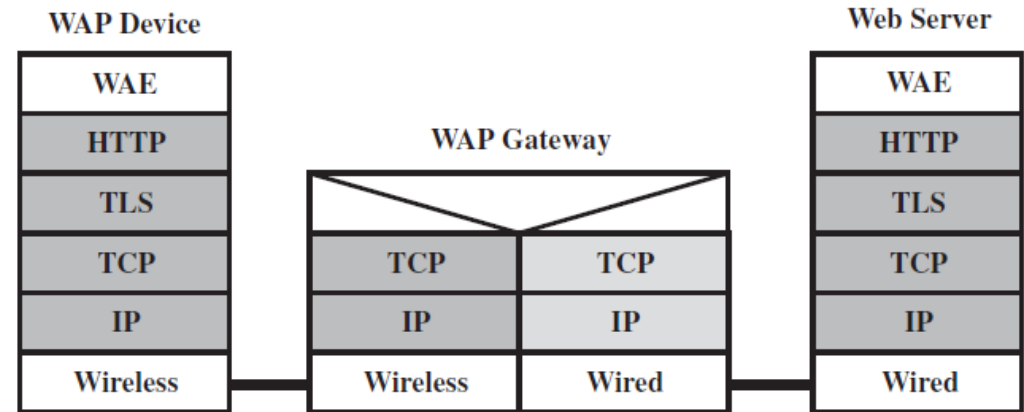 WAP Device
Web Server
WAE
WAE
HTTP
WAP Gateway
HTTP
TLS
TLS
TCP
TCP
TCP
TCP
IP
IP
IP
IP
Wireless
Wireless
Wired
Wired